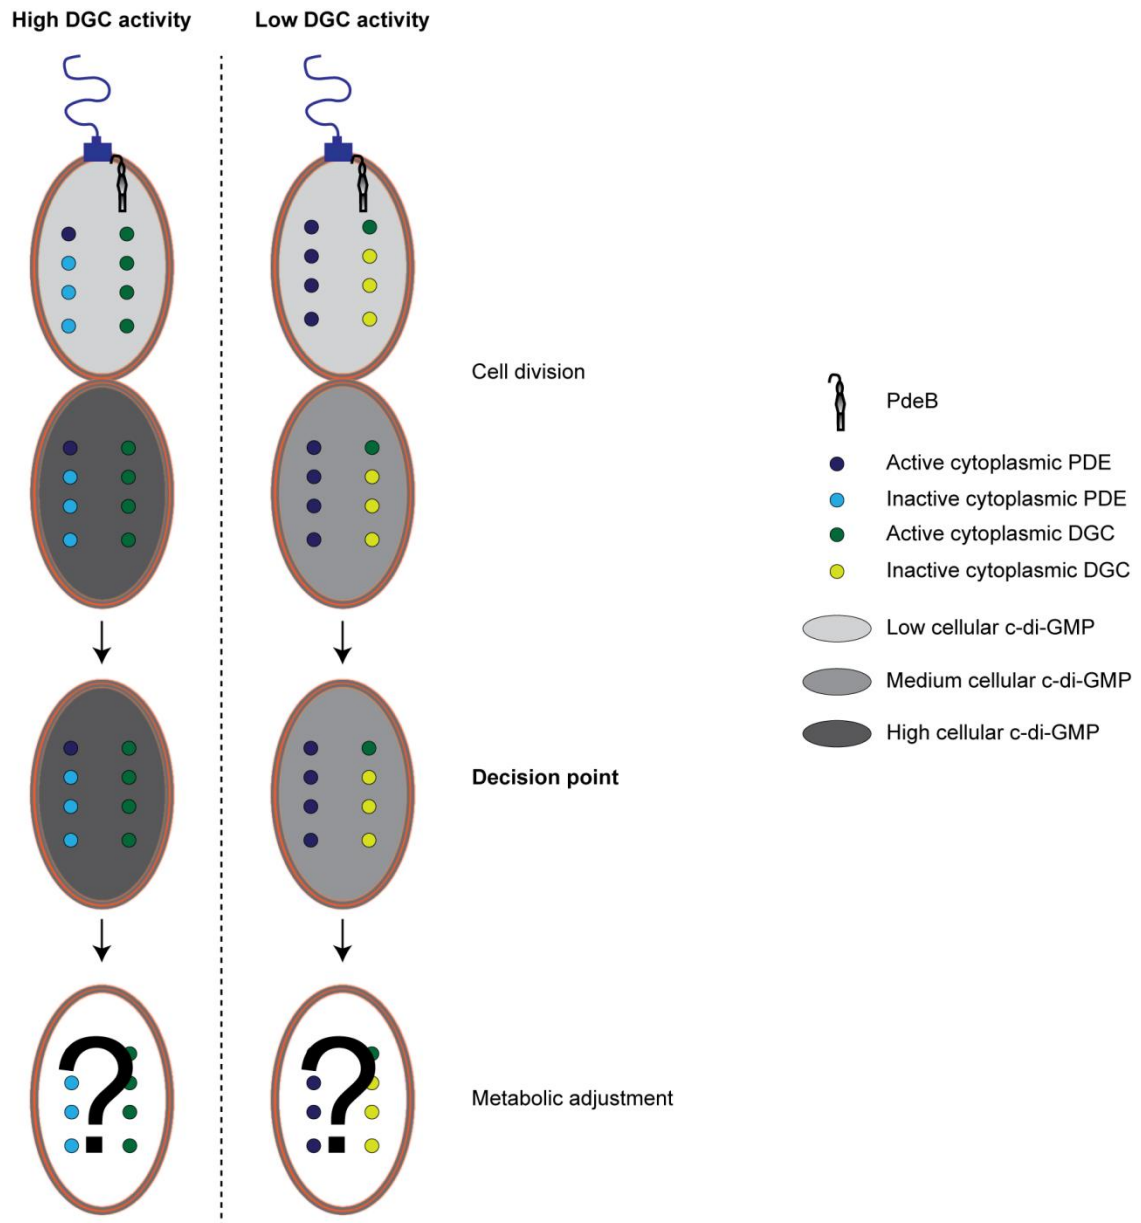 High DGC activity
Low DGC activity
Cell division
PdeB
Active cytoplasmic PDE
Inactive cytoplasmic PDE
Active cytoplasmic DGC
Inactive cytoplasmic DGC
Low cellular c-di-GMP
Medium cellular c-di-GMP
High cellular c-di-GMP
Decision point
? ?
Metabolic adjustment